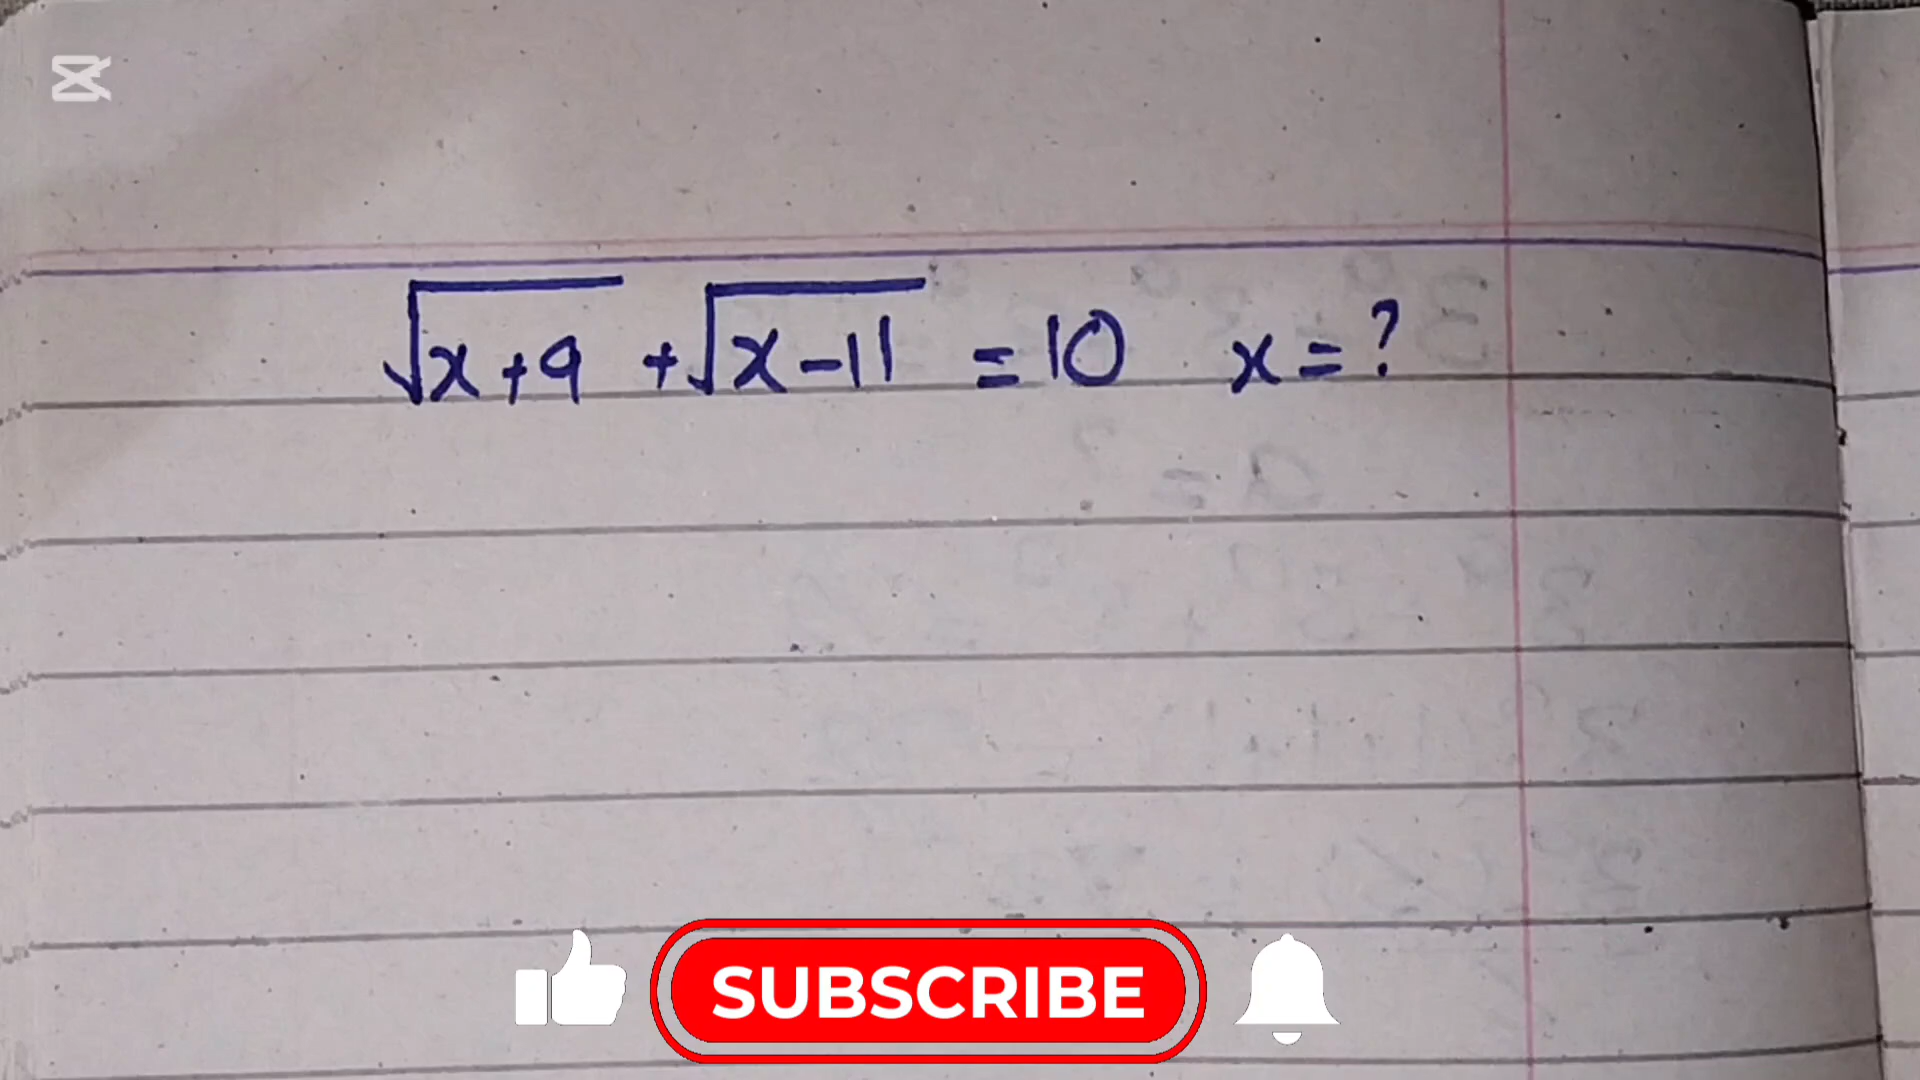 √x+9 + √x-11 = 10 x = ?
SUBSCRIBE